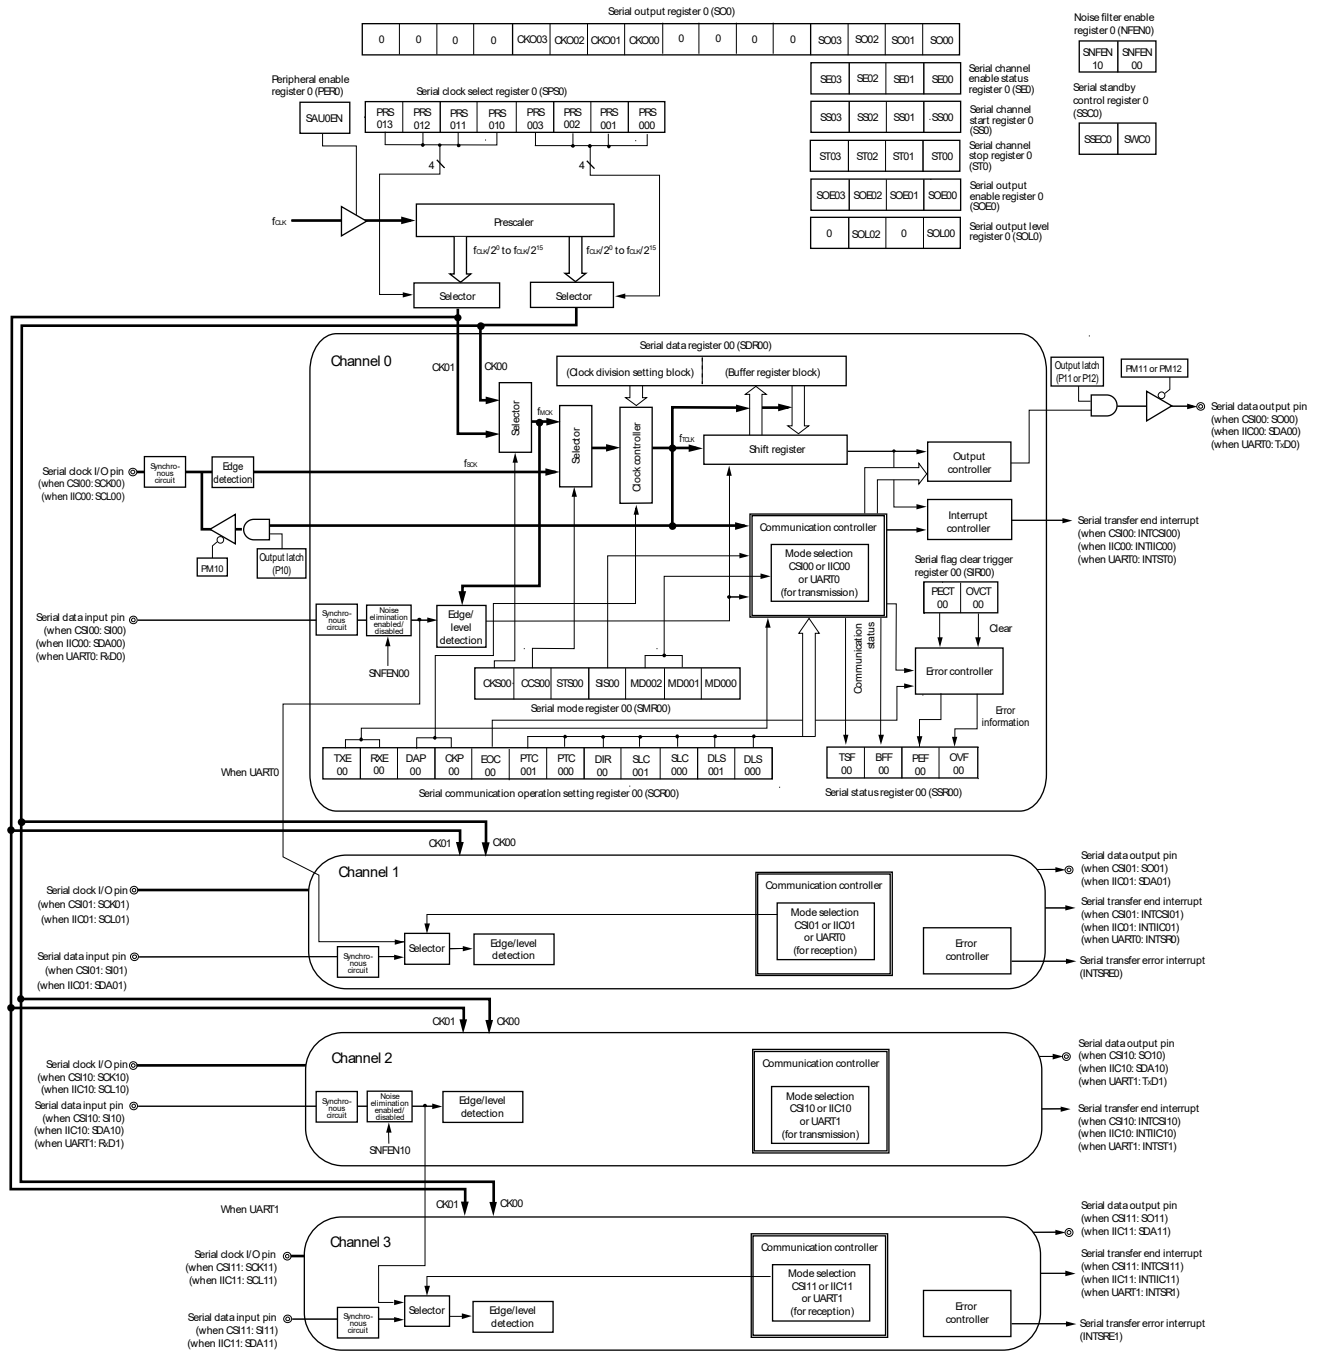 Serial output register 0 (SO0)
0 0 0 0 CKO03 CKO02 CKO01 CKO00 0 0 0 0 SO03 SO02 SO01 SO00
Noise filter enable
register 0 (NFEN0)
SNFEN
10
SNFEN
00
Peripheral enable
register 0 (PER0)
SAU0EN
Serial clock select register 0 (SPS0)
PRS
013
PRS
012
PRS
011
PRS
010
PRS
003
PRS
002
PRS
001
PRS
000
4
4
SE03 SE02 SE01 SE00
Serial channel
enable status
register 0 (SE0)
SS03 SS02 SS01 SS00
Serial channel
start register 0
(SS0)
ST03 ST02 ST01 ST00
Serial channel
stop register 0
(ST0)
SOE03 SOE02 SOE01 SOE00
Serial output
enable register 0
(SOE0)
0 SOL02 0 SOL00
Serial output level
register 0 (SOL0)
Serial standby
control register 0
(SSC0)
SSEC0 SWC0
fCLK
Prescaler
fCLK/2⁰ to fCLK/2¹⁵
fCLK/2⁰ to fCLK/2¹⁵
Selector
Selector
Channel 0
CK01
CK00
Serial data register 00 (SDR00)
(Clock division setting block)
(Buffer register block)
Selector
fMCK
Selector
Clock controller
fTCLK
Shift register
Output latch
(P11 or P12)
PM11 or PM12
Serial data output pin
(when CSI00: SO00)
(when IIC00: SDA00)
(when UART0: TxD0)
Output
controller
Serial clock I/O pin
(when CSI00: SCK00)
(when IIC00: SCL00)
Synchro-
nous
circuit
Edge
detection
fSCK
PM10
Output latch
(P10)
Communication controller
Mode selection
CSI00 or IIC00
or UART0
(for transmission)
Interrupt
controller
Serial transfer end interrupt
(when CSI00: INTCSI00)
(when IIC00: INTIIC00)
(when UART0: INTST0)
Serial flag clear trigger
register 00 (SIR00)
PECT
00
OVCT
00
Clear
Serial data input pin
(when CSI00: SI00)
(when IIC00: SDA00)
(when UART0: RxD0)
Synchro-
nous
circuit
Noise
elimination
enabled/
disabled
SNFEN00
Edge/
level
detection
Communication
status
Error controller
Error
information
CKS00 CCS00 STS00 SIS00 MD002 MD001 MD000
Serial mode register 00 (SMR00)
When UART0
TXE
00
RXE
00
DAP
00
CKP
00
EOC
00
PTC
001
PTC
000
DIR
00
SLC
001
SLC
000
DLS
001
DLS
000
Serial communication operation setting register 00 (SCR00)
TSF
00
BFF
00
PEF
00
OVF
00
Serial status register 00 (SSR00)
CK01
CK00
Channel 1
Serial clock I/O pin
(when CSI01: SCK01)
(when IIC01: SCL01)
Serial data input pin
(when CSI01: SI01)
(when IIC01: SDA01)
Synchro-
nous
circuit
Selector
Edge/level
detection
Communication controller
Mode selection
CSI01 or IIC01
or UART0
(for reception)
Error
controller
Serial data output pin
(when CSI01: SO01)
(when IIC01: SDA01)
Serial transfer end interrupt
(when CSI01: INTCSI01)
(when IIC01: INTIIC01)
(when UART0: INTSR0)
Serial transfer error interrupt
(INTSRE0)
CK01
CK00
Channel 2
Serial clock I/O pin
(when CSI10: SCK10)
(when IIC10: SCL10)
Serial data input pin
(when CSI10: SI10)
(when IIC10: SDA10)
(when UART1: RxD1)
Synchro-
nous
circuit
Noise
elimination
enabled/
disabled
SNFEN10
Edge/level
detection
Communication controller
Mode selection
CSI10 or IIC10
or UART1
(for transmission)
Serial data output pin
(when CSI10: SO10)
(when IIC10: SDA10)
(when UART1: TxD1)
Serial transfer end interrupt
(when CSI10: INTCSI10)
(when IIC10: INTIIC10)
(when UART1: INTST1)
When UART1
CK01
CK00
Channel 3
Serial clock I/O pin
(when CSI11: SCK11)
(when IIC11: SCL11)
Serial data input pin
(when CSI11: SI11)
(when IIC11: SDA11)
Synchro-
nous
circuit
Selector
Edge/level
detection
Communication controller
Mode selection
CSI11 or IIC11
or UART1
(for reception)
Error
controller
Serial data output pin
(when CSI11: SO11)
(when IIC11: SDA11)
Serial transfer end interrupt
(when CSI11: INTCSI11)
(when IIC11: INTIIC11)
(when UART1: INTSR1)
Serial transfer error interrupt
(INTSRE1)